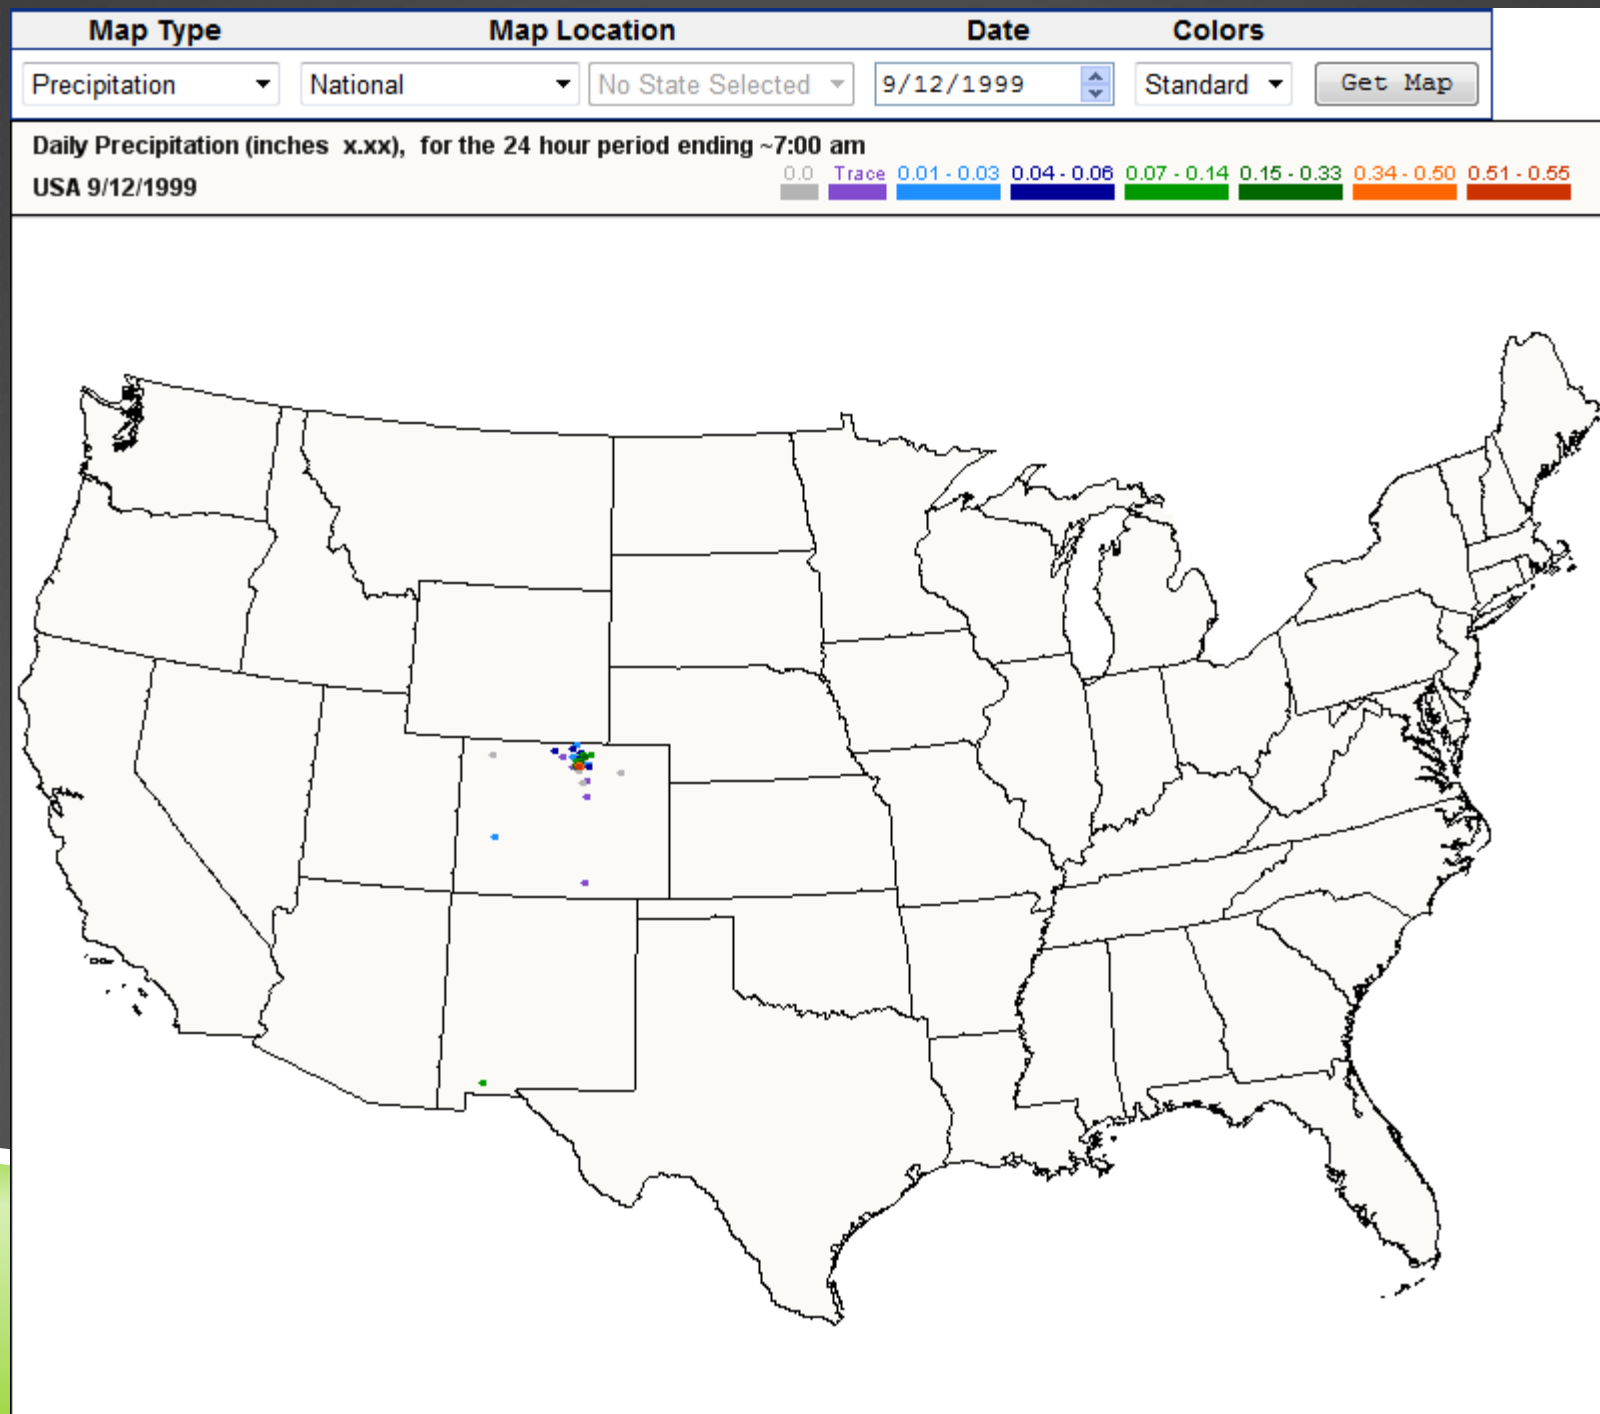 Map Type Map Location Date Colors
Precipitation National No State Selected 9/12/1999 Standard Get Map
Daily Precipitation (inches x.xx), for the 24 hour period ending ~7:00 am
USA 9/12/1999
0.0 Trace 0.01 - 0.03 0.04 - 0.06 0.07 - 0.14 0.15 - 0.33 0.34 - 0.50 0.51 - 0.55